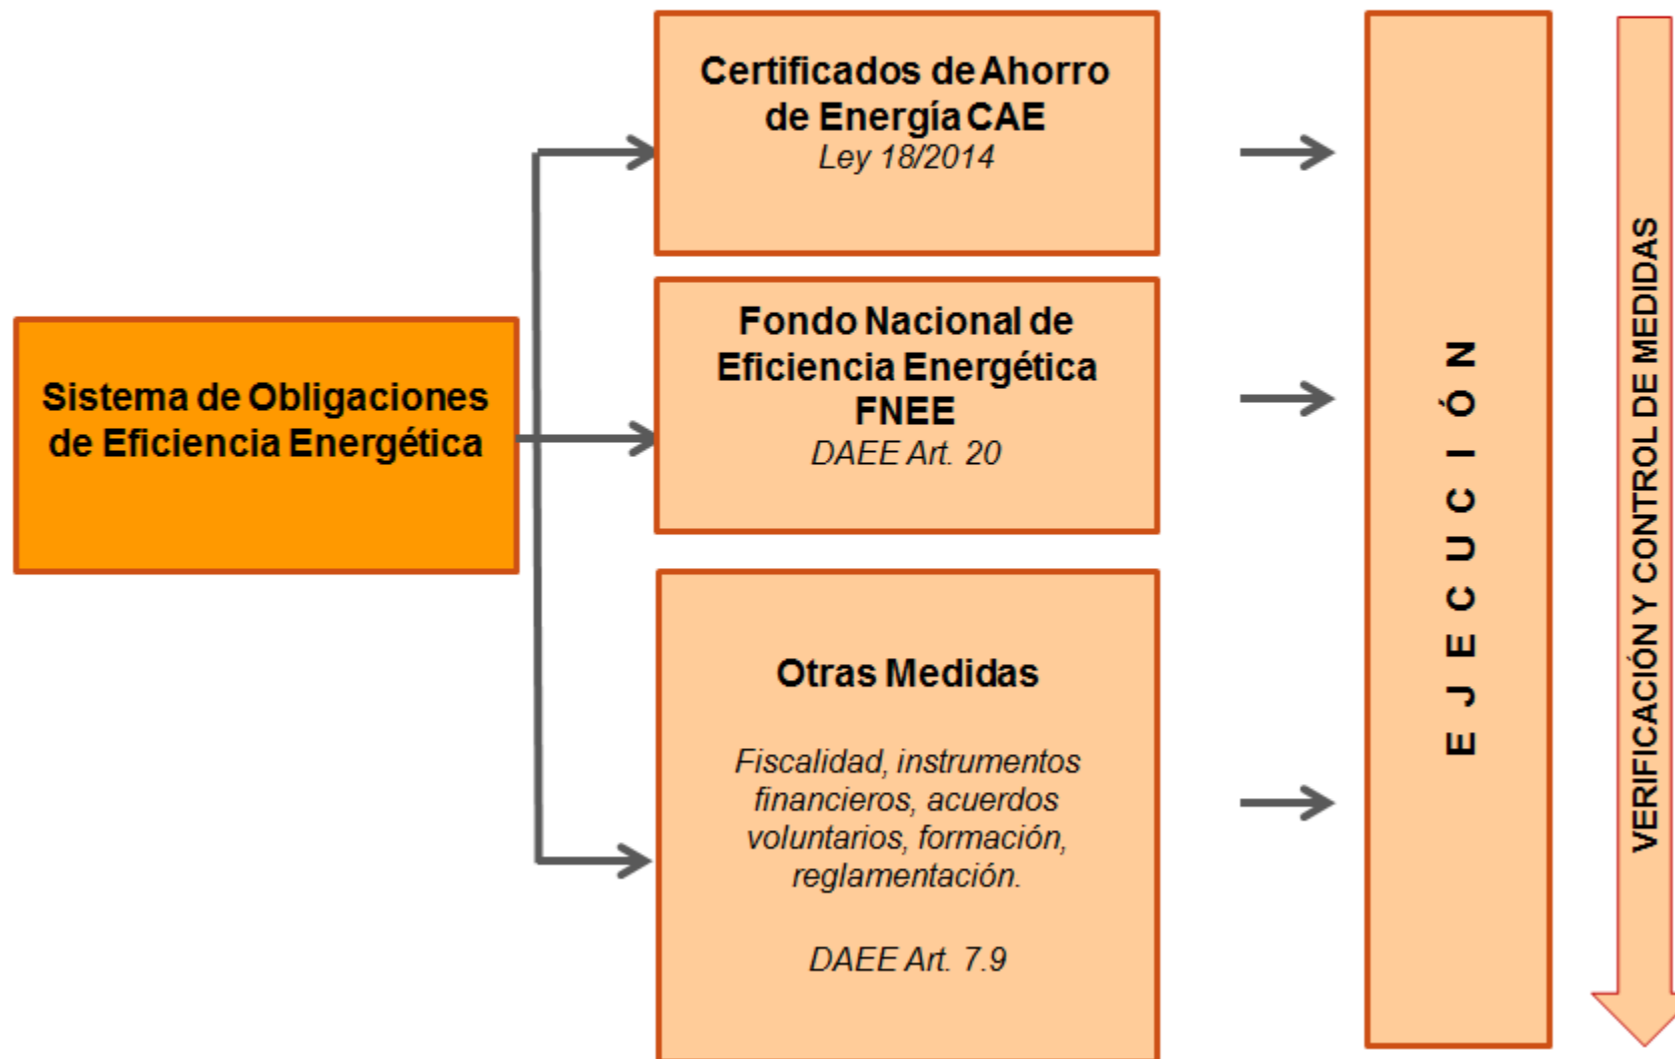 Sistema de Obligaciones
de Eficiencia Energética
Certificados de Ahorro
de Energía CAE
Ley 18/2014
Fondo Nacional de
Eficiencia Energética
FNEE
DAEE Art. 20
Otras Medidas
Fiscalidad, instrumentos
financieros, acuerdos
voluntarios, formación,
reglamentación.
DAEE Art. 7.9
EJECUCIÓN
VERIFICACIÓN Y CONTROL DE MEDIDAS